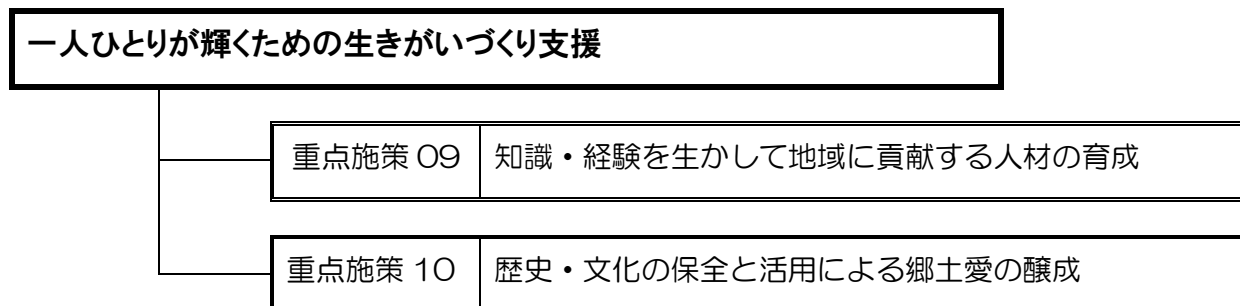 一人ひとりが輝くための生きがいづくり支援
重点施策 09 知識・経験を生かして地域に貢献する人材の育成
重点施策 10 歴史・文化の保全と活用による郷土愛の醸成